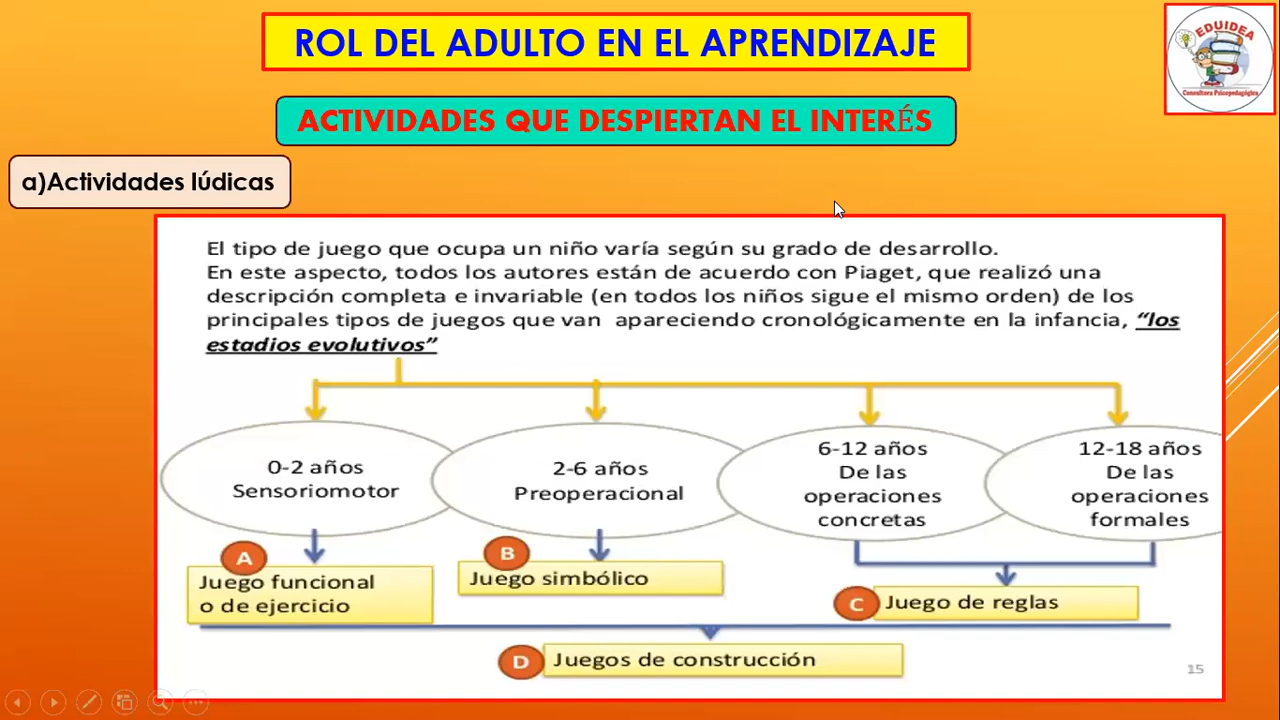 ROL DEL ADULTO EN EL APRENDIZAJE
EDUIDEA
Consultora Psicopedagógica
ACTIVIDADES QUE DESPIERTAN EL INTERÉS
a)Actividades lúdicas
El tipo de juego que ocupa un niño varía según su grado de desarrollo.
En este aspecto, todos los autores están de acuerdo con Piaget, que realizó una
descripción completa e invariable (en todos los niños sigue el mismo orden) de los
principales tipos de juegos que van apareciendo cronológicamente en la infancia, “los
estadios evolutivos”
0-2 años
Sensoriomotor
2-6 años
Preoperacional
6-12 años
De las
operaciones
concretas
12-18 años
De las
operaciones
formales
A
Juego funcional
o de ejercicio
B
Juego simbólico
C
Juego de reglas
D
Juegos de construcción
15